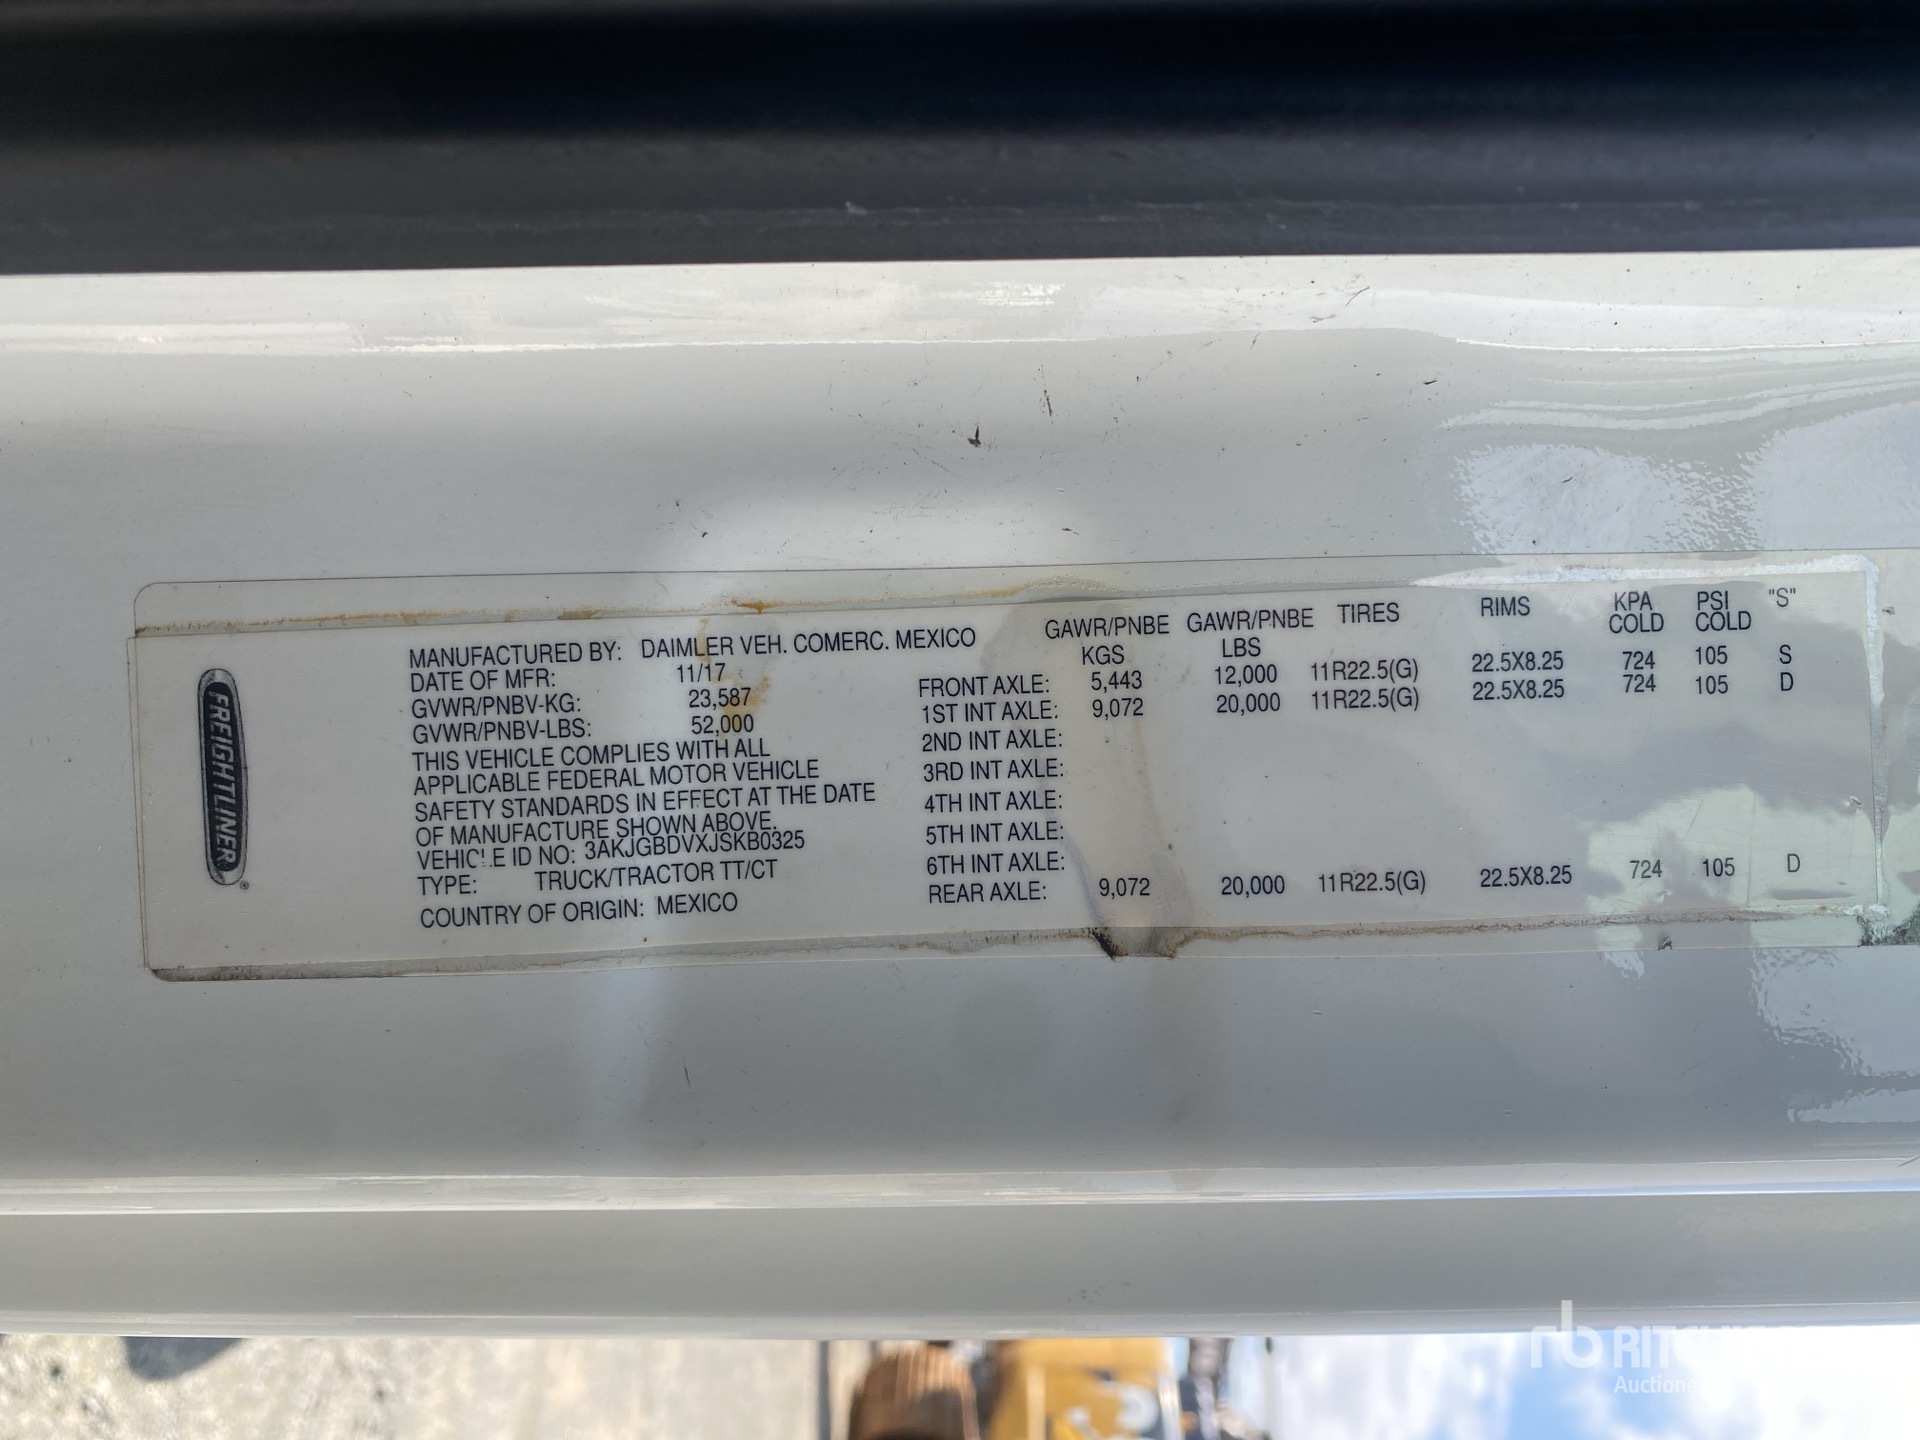 FREIGHTLINER®
MANUFACTURED BY: DAIMLER VEH. COMERC. MEXICO
DATE OF MFR: 11/17
GVWR/PNBV-KG: 23,587
GVWR/PNBV-LBS: 52,000
THIS VEHICLE COMPLIES WITH ALL
APPLICABLE FEDERAL MOTOR VEHICLE
SAFETY STANDARDS IN EFFECT AT THE DATE
OF MANUFACTURE SHOWN ABOVE.
VEHICLE ID NO: 3AKJGBDVXJSKB0325
TYPE: TRUCK/TRACTOR TT/CT
COUNTRY OF ORIGIN: MEXICO
GAWR/PNBE KGS GAWR/PNBE LBS TIRES RIMS KPA COLD PSI COLD "S"
FRONT AXLE: 5,443 12,000 11R22.5(G) 22.5X8.25 724 105 S
1ST INT AXLE: 9,072 20,000 11R22.5(G) 22.5X8.25 724 105 D
2ND INT AXLE:
3RD INT AXLE:
4TH INT AXLE:
5TH INT AXLE:
6TH INT AXLE:
REAR AXLE: 9,072 20,000 11R22.5(G) 22.5X8.25 724 105 D
rb